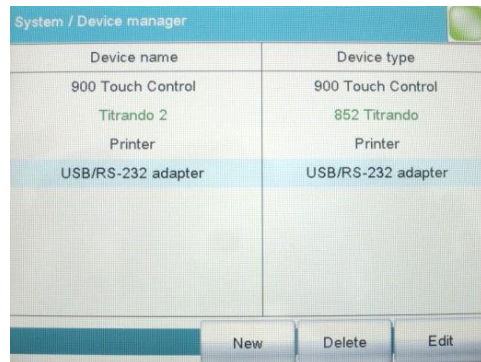 System / Device manager
Device name Device type
900 Touch Control 900 Touch Control
Titrando 2 852 Titrando
Printer Printer
USB/RS-232 adapter USB/RS-232 adapter
New Delete Edit